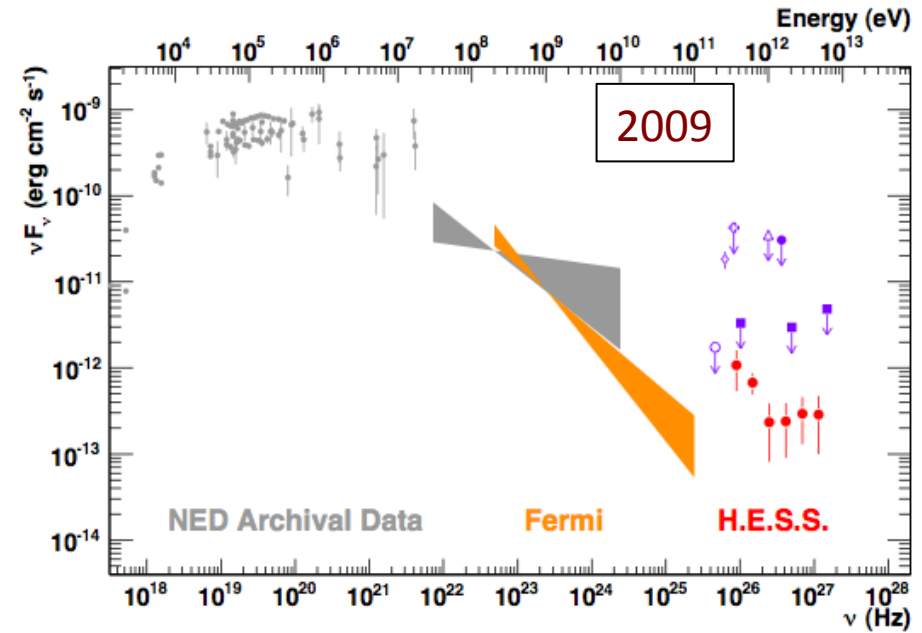 Energy (eV)
10⁴ 10⁵ 10⁶ 10⁷ 10⁸ 10⁹ 10¹⁰ 10¹¹ 10¹² 10¹³
νFν (erg cm⁻² s⁻¹)
2009
10⁻⁹
10⁻¹⁰
10⁻¹¹
10⁻¹²
10⁻¹³
10⁻¹⁴
NED Archival Data Fermi H.E.S.S.
10¹⁸ 10¹⁹ 10²⁰ 10²¹ 10²² 10²³ 10²⁴ 10²⁵ 10²⁶ 10²⁷ 10²⁸
ν (Hz)